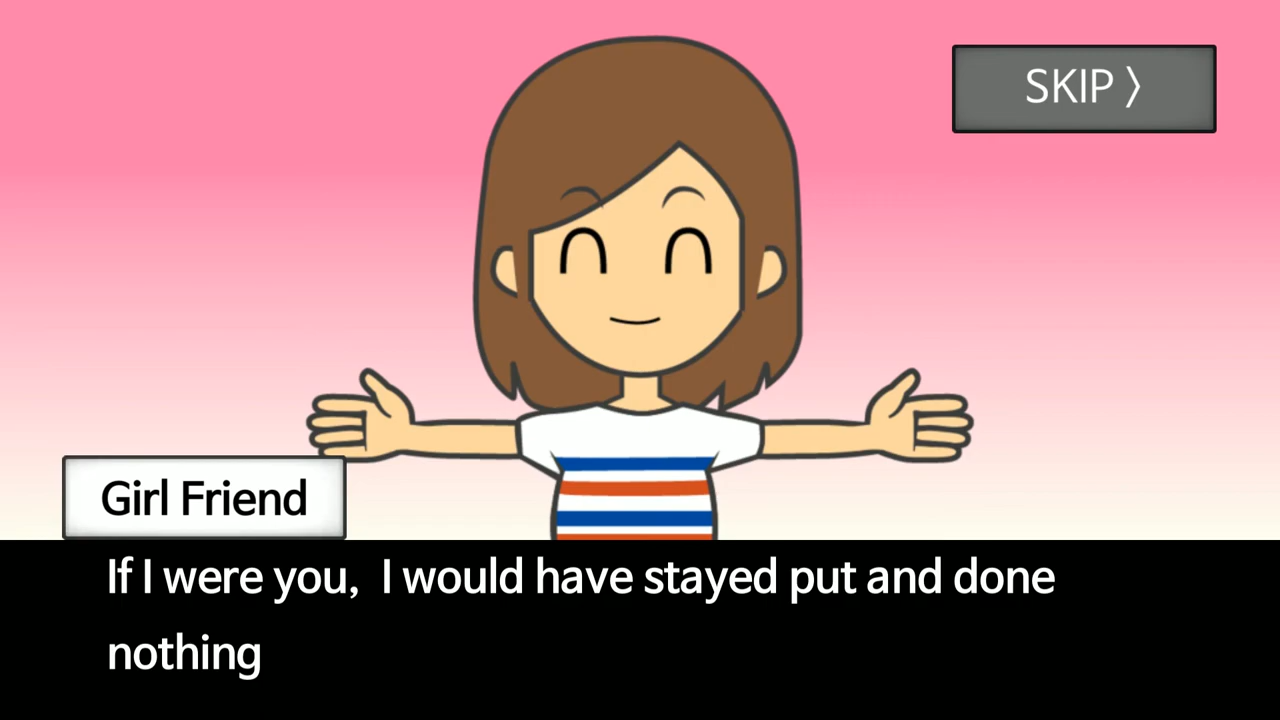 SKIP 〉
Girl Friend
If I were you, I would have stayed put and done
nothing